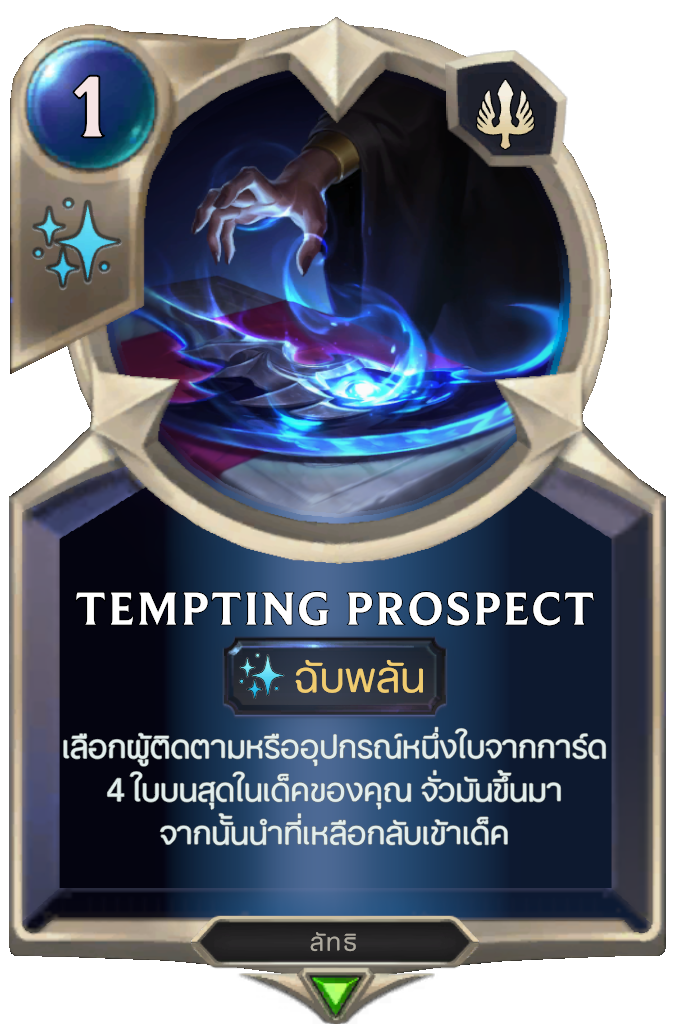 1
TEMPTING PROSPECT
ฉับพลัน
เลือกผู้ติดตามหรืออุปกรณ์หนึ่งใบจากการ์ด
4 ใบบนสุดในเด็คของคุณ จั่วมันขึ้นมา
จากนั้นนำที่เหลือกลับเข้าเด็ค
ลัทธิ